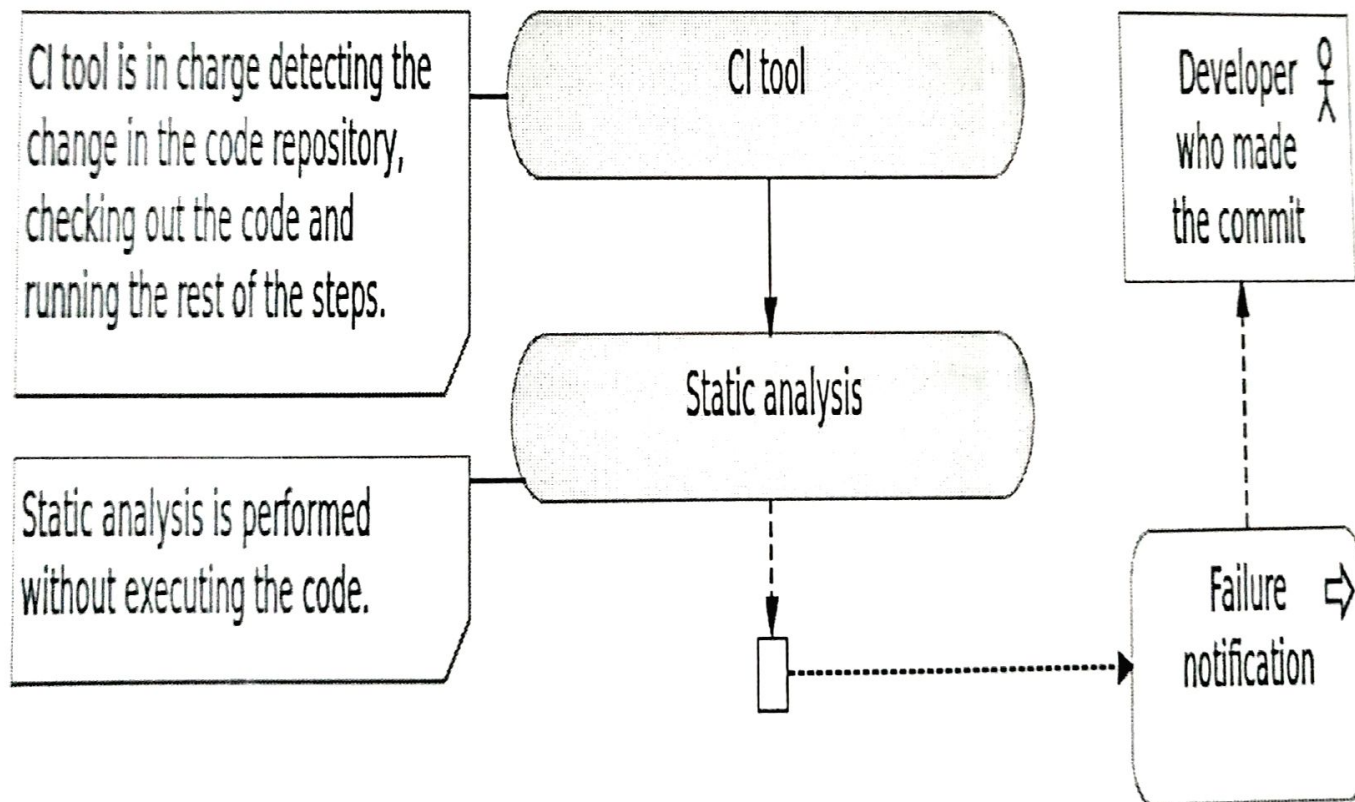 CI tool is in charge detecting the
change in the code repository,
checking out the code and
running the rest of the steps.
CI tool
Developer
who made
the commit
Static analysis
Static analysis is performed
without executing the code.
Failure
notification